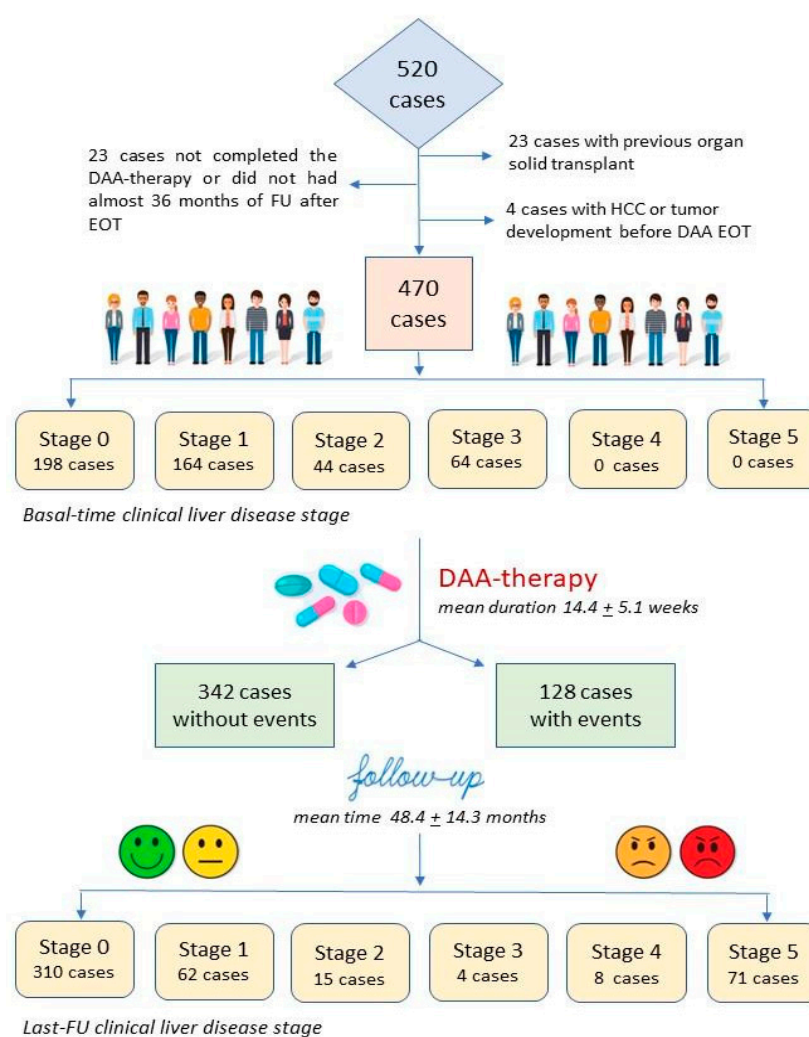 520
cases
23 cases not completed the
DAA-therapy or did not had
almost 36 months of FU after
EOT
23 cases with previous organ
solid transplant
4 cases with HCC or tumor
development before DAA EOT
470
cases
Stage 0
198 cases
Stage 1
164 cases
Stage 2
44 cases
Stage 3
64 cases
Stage 4
0 cases
Stage 5
0 cases
Basal-time clinical liver disease stage
DAA-therapy
mean duration 14.4 ± 5.1 weeks
342 cases
without events
128 cases
with events
follow-up
mean time 48.4 ± 14.3 months
Stage 0
310 cases
Stage 1
62 cases
Stage 2
15 cases
Stage 3
4 cases
Stage 4
8 cases
Stage 5
71 cases
Last-FU clinical liver disease stage